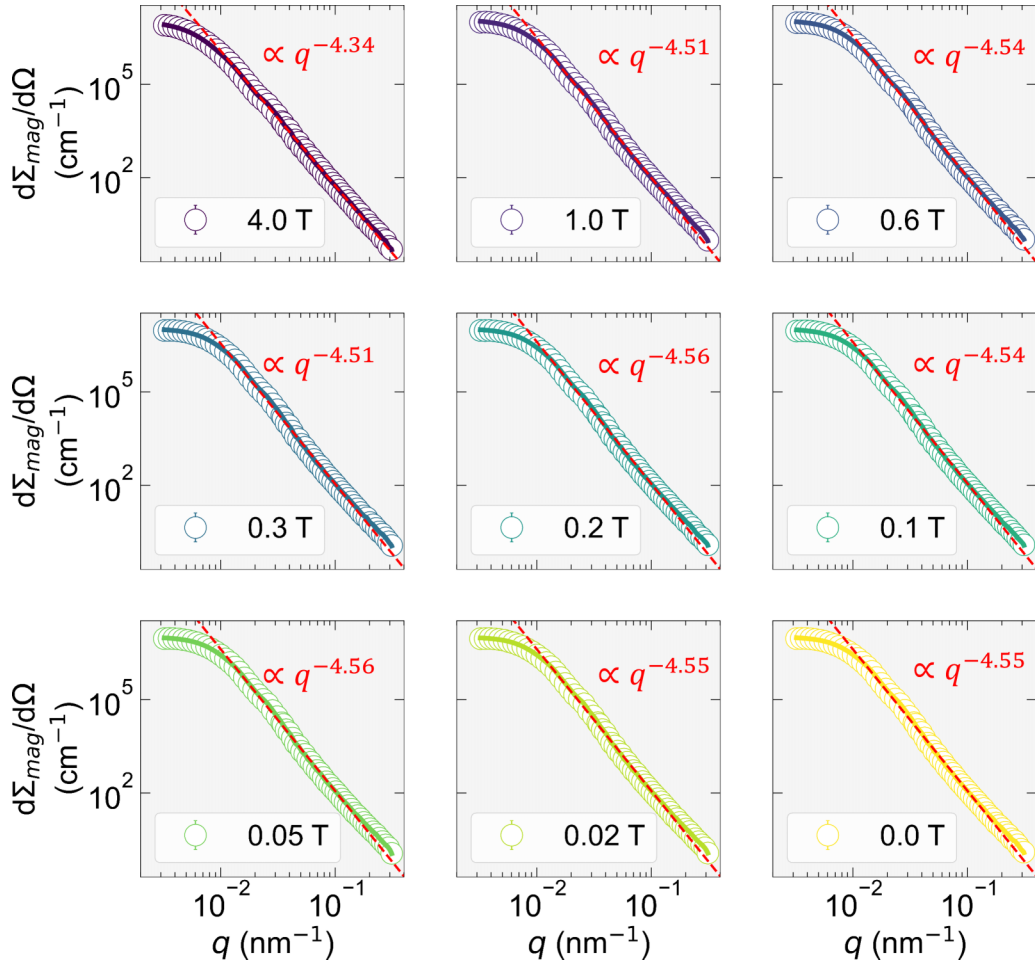 dΣ_mag/dΩ
(cm⁻¹)
10⁵
10²
∝ q⁻⁴·³⁴
4.0 T
∝ q⁻⁴·⁵¹
1.0 T
∝ q⁻⁴·⁵⁴
0.6 T
dΣ_mag/dΩ
(cm⁻¹)
10⁵
10²
∝ q⁻⁴·⁵¹
0.3 T
∝ q⁻⁴·⁵⁶
0.2 T
∝ q⁻⁴·⁵⁴
0.1 T
dΣ_mag/dΩ
(cm⁻¹)
10⁵
10²
∝ q⁻⁴·⁵⁶
0.05 T
∝ q⁻⁴·⁵⁵
0.02 T
∝ q⁻⁴·⁵⁵
0.0 T
10⁻² 10⁻¹
10⁻² 10⁻¹
10⁻² 10⁻¹
q (nm⁻¹)
q (nm⁻¹)
q (nm⁻¹)